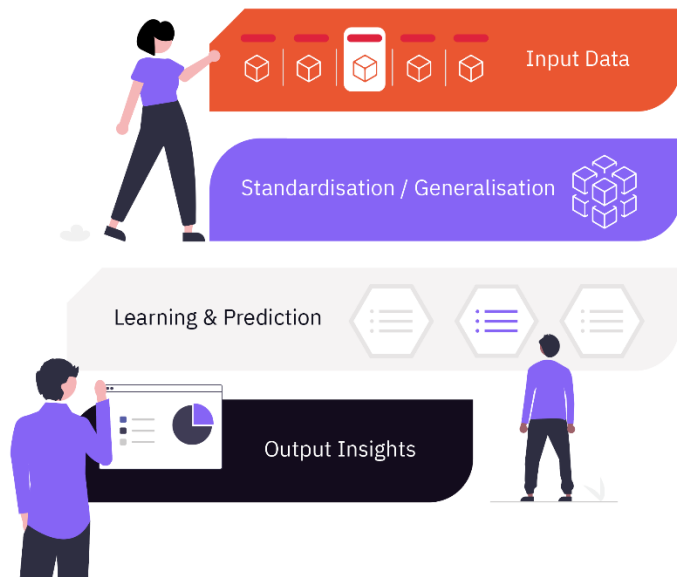 Input Data
Standardisation / Generalisation
Learning & Prediction
Output Insights